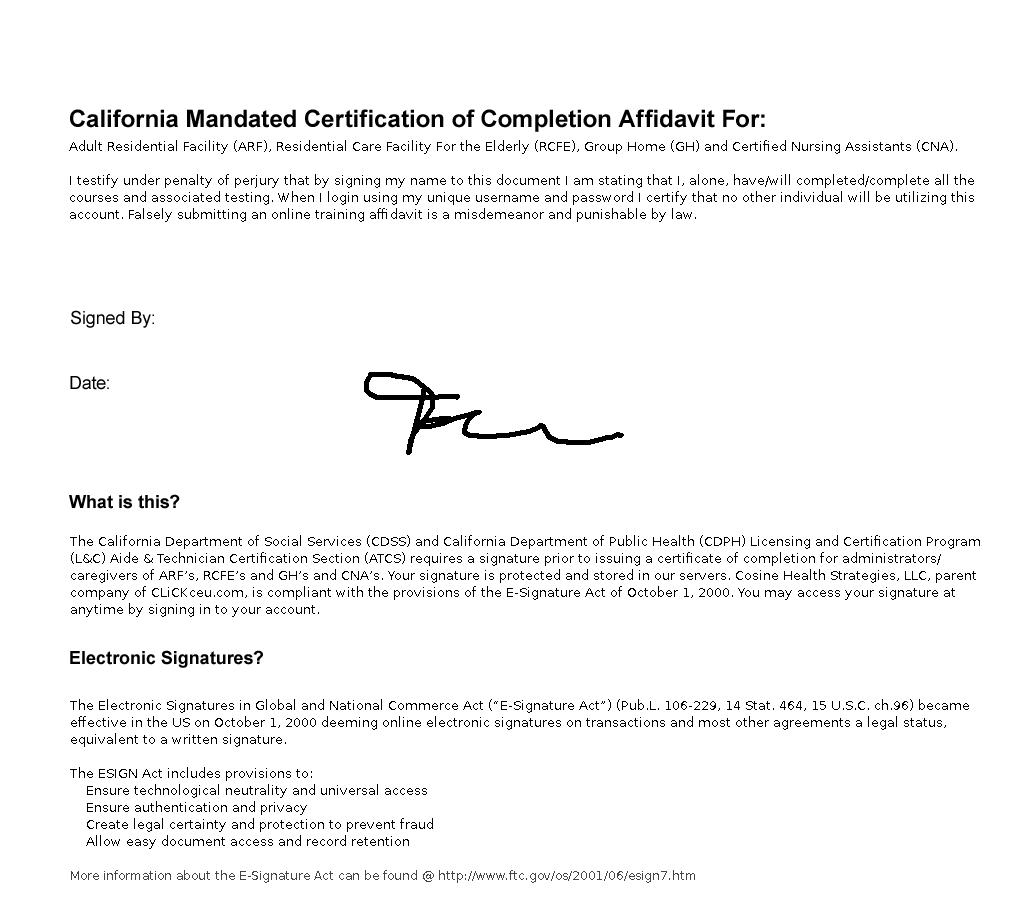 California Mandated Certification of Completion Affidavit For:
Adult Residential Facility (ARF), Residential Care Facility For the Elderly (RCFE), Group Home (GH) and Certified Nursing Assistants (CNA).
I testify under penalty of perjury that by signing my name to this document I am stating that I, alone, have/will completed/complete all the
courses and associated testing. When I login using my unique username and password I certify that no other individual will be utilizing this
account. Falsely submitting an online training affidavit is a misdemeanor and punishable by law.
Signed By:
Date:
What is this?
The California Department of Social Services (CDSS) and California Department of Public Health (CDPH) Licensing and Certification Program
(L&C) Aide & Technician Certification Section (ATCS) requires a signature prior to issuing a certificate of completion for administrators/
caregivers of ARF’s, RCFE’s and GH’s and CNA’s. Your signature is protected and stored in our servers. Cosine Health Strategies, LLC, parent
company of CLiCKceu.com, is compliant with the provisions of the E-Signature Act of October 1, 2000. You may access your signature at
anytime by signing in to your account.
Electronic Signatures?
The Electronic Signatures in Global and National Commerce Act (“E-Signature Act”) (Pub.L. 106-229, 14 Stat. 464, 15 U.S.C. ch.96) became
effective in the US on October 1, 2000 deeming online electronic signatures on transactions and most other agreements a legal status,
equivalent to a written signature.
The ESIGN Act includes provisions to:
Ensure technological neutrality and universal access
Ensure authentication and privacy
Create legal certainty and protection to prevent fraud
Allow easy document access and record retention
More information about the E-Signature Act can be found @ http://www.ftc.gov/os/2001/06/esign7.htm